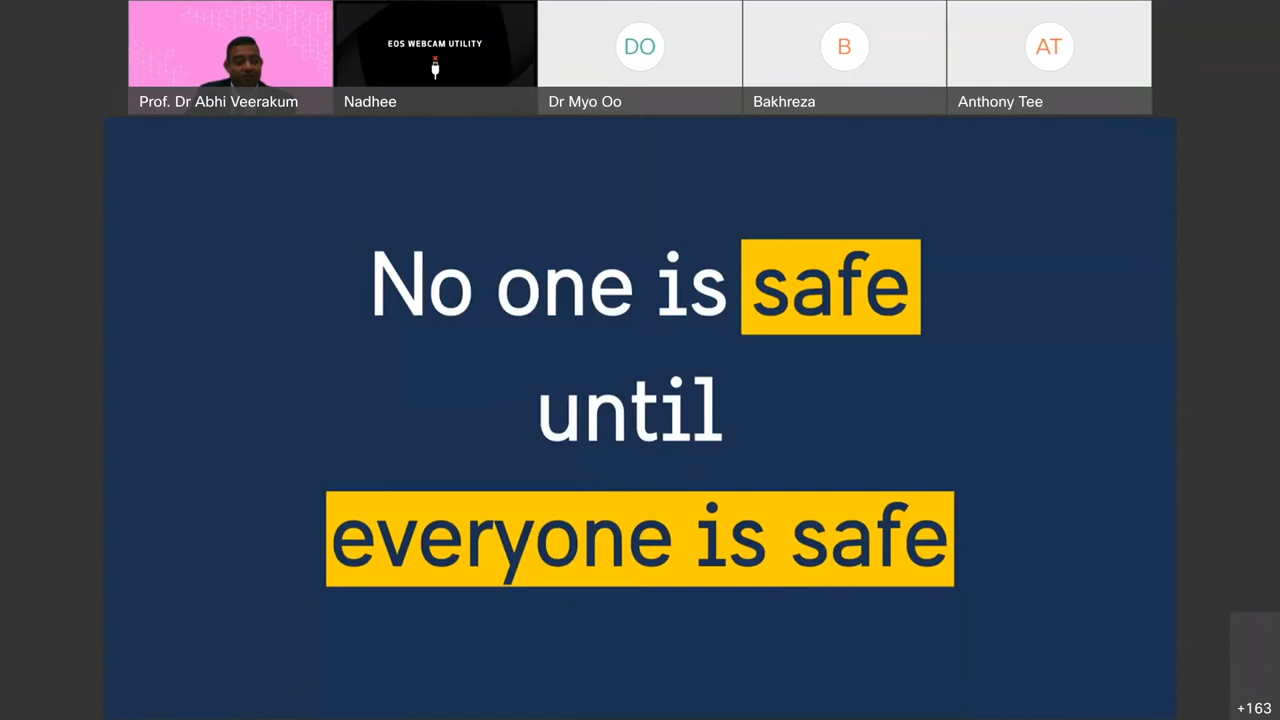 EOS WEBCAM UTILITY
DO
B
AT
Prof. Dr Abhi Veerakum
Nadhee
Dr Myo Oo
Bakhreza
Anthony Tee
No one is safe
until
everyone is safe
+163